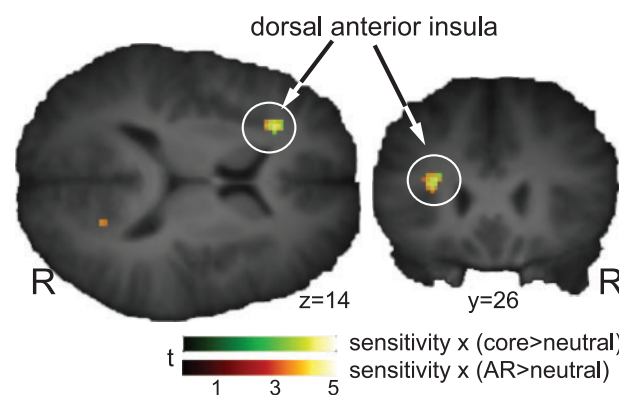 dorsal anterior insula
R
R
z=14
y=26
t
sensitivity x (core>neutral)
sensitivity x (AR>neutral)
1 3 5